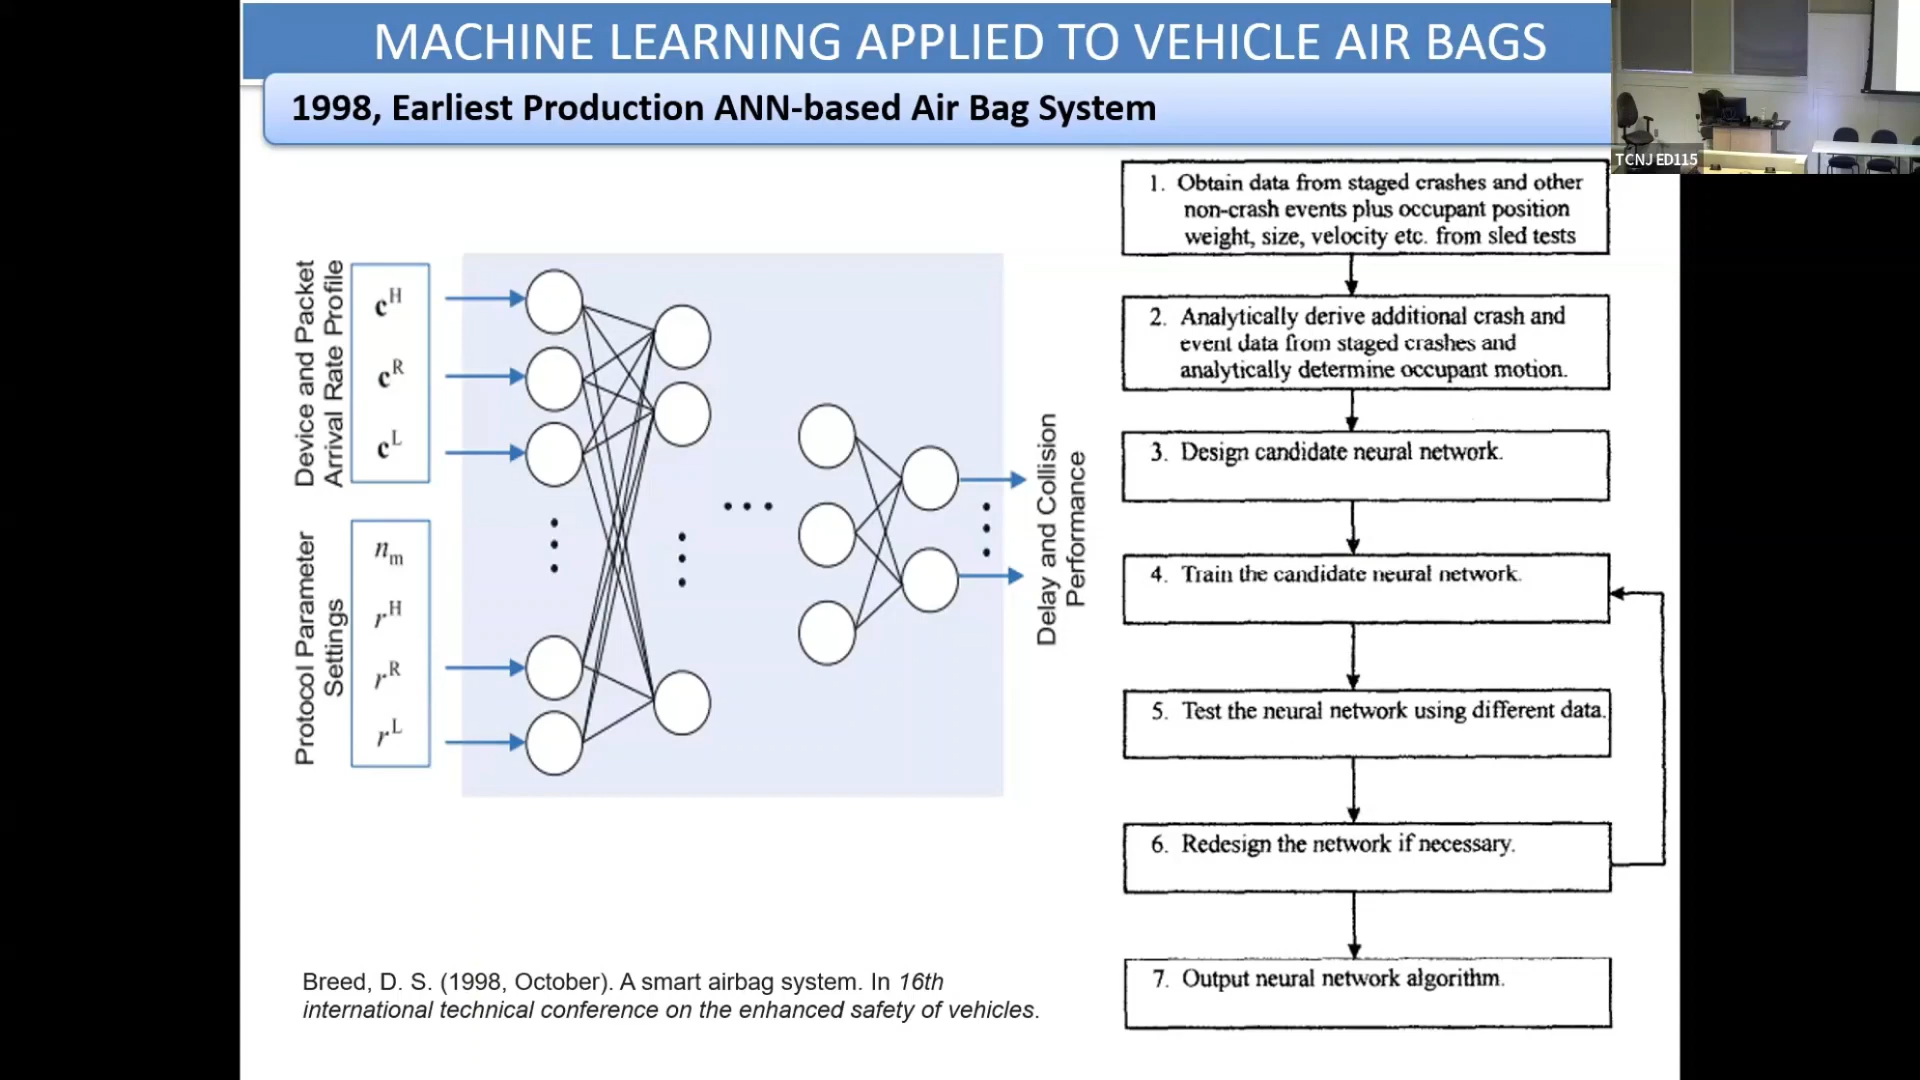 MACHINE LEARNING APPLIED TO VEHICLE AIR BAGS
1998, Earliest Production ANN-based Air Bag System
TCNJ ED115
Device and Packet
Arrival Rate Profile
c^H
c^R
c^L
Protocol Parameter
Settings
n_m
r^H
r^R
r^L
Delay and Collision
Performance
1. Obtain data from staged crashes and other
non-crash events plus occupant position
weight, size, velocity etc. from sled tests
2. Analytically derive additional crash and
event data from staged crashes and
analytically determine occupant motion.
3. Design candidate neural network.
4. Train the candidate neural network.
5. Test the neural network using different data.
6. Redesign the network if necessary.
7. Output neural network algorithm.
Breed, D. S. (1998, October). A smart airbag system. In 16th
international technical conference on the enhanced safety of vehicles.